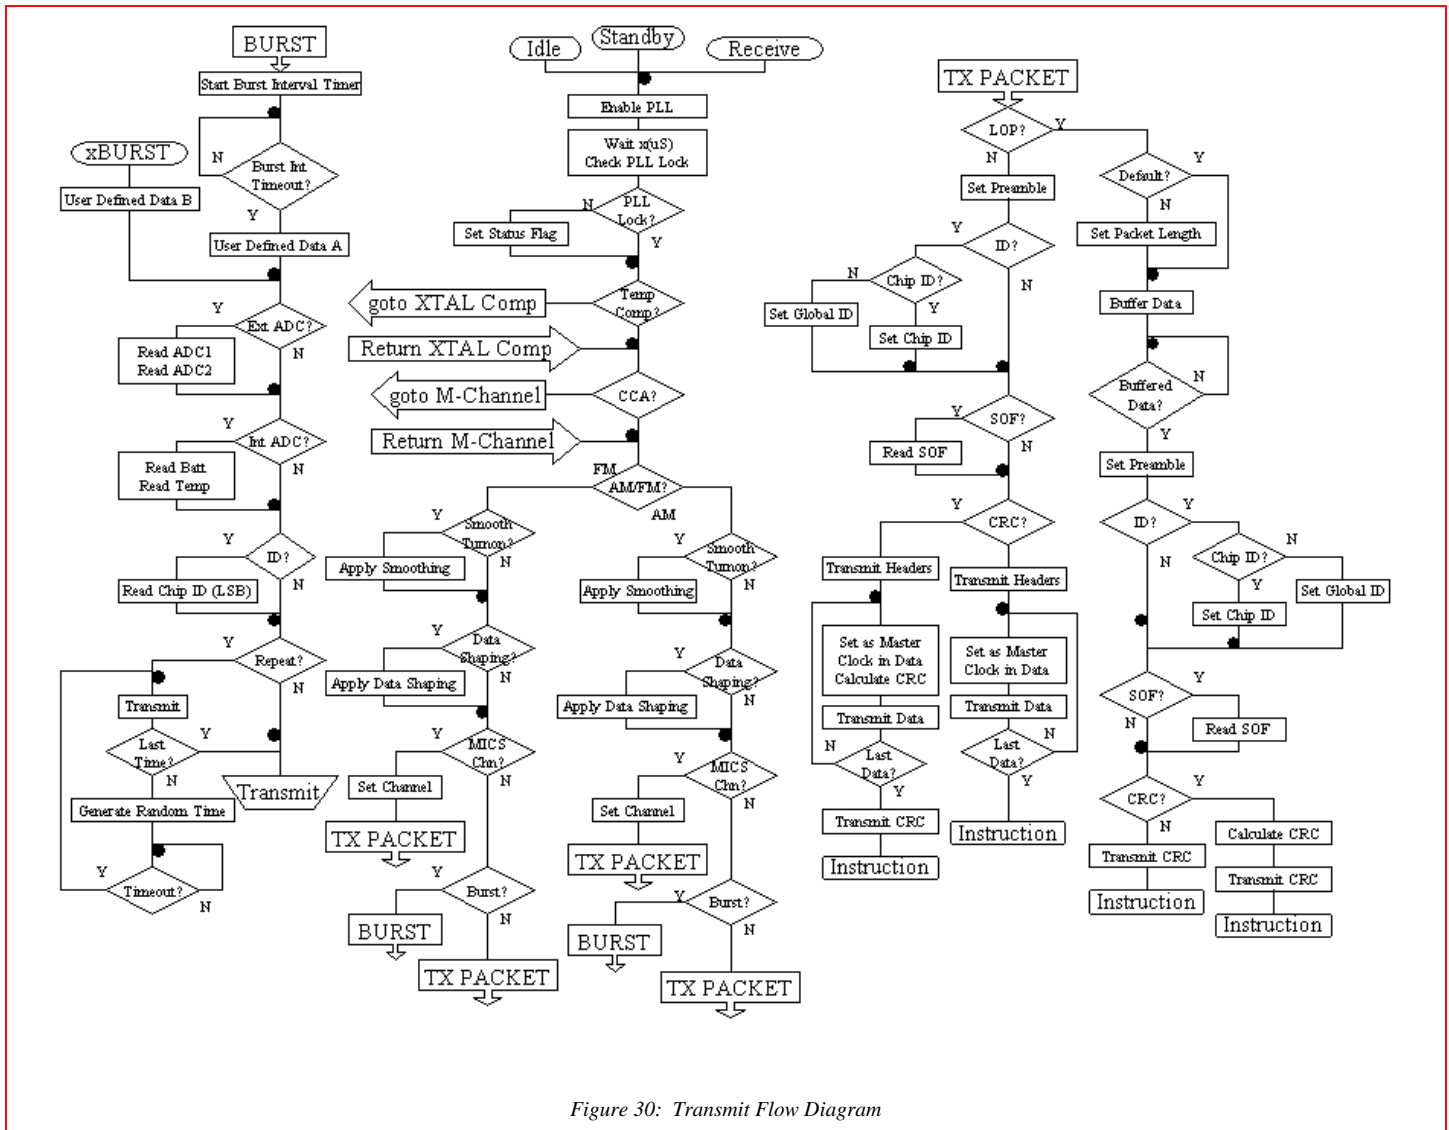 BURST
Start Burst Interval Timer
N
Burst Int
Timeout?
Y
xBURST
User Defined Data B
User Defined Data A
Y
Ext ADC?
N
Read ADC1
Read ADC2
Y
Int ADC?
N
Read Batt
Read Temp
Y
ID?
N
Read Chip ID (LSB)
Y
Repeat?
N
Transmit
Y
Last
Time?
N
Transmit
Generate Random Time
Y
Timeout?
N
Idle
Standby
Receive
Enable PLL
Wait x(uS)
Check PLL Lock
N
PLL
Lock?
Y
Set Status Flag
goto XTAL Comp
Temp
Comp?
Return XTAL Comp
goto M-Channel
CCA?
Return M-Channel
FM
AM/FM?
AM
Y
Smooth
Turnon?
N
Apply Smoothing
Y
Data
Shaping?
N
Apply Data Shaping
Y
MICS
Chn?
N
Set Channel
TX PACKET
Y
Burst?
N
BURST
TX PACKET
Y
Smooth
Turnon?
N
Apply Smoothing
Y
Data
Shaping?
N
Apply Data Shaping
Y
MICS
Chn?
N
Set Channel
TX PACKET
Y
Burst?
N
BURST
TX PACKET
TX PACKET
LOP?
Y
N
Set Preamble
Y
ID?
N
N
Chip ID?
Y
Set Global ID
Set Chip ID
Y
SOF?
N
Read SOF
Y
CRC?
N
Transmit Headers
Set as Master
Clock in Data
Calculate CRC
Transmit Data
N
Last
Data?
Y
Transmit CRC
Instruction
Transmit Headers
Set as Master
Clock in Data
Transmit Data
N
Last
Data?
Y
Instruction
Y
Default?
N
Set Packet Length
Buffer Data
Buffered
Data?
N
Y
Set Preamble
ID?
Y
N
Chip ID?
N
Y
Set Global ID
Set Chip ID
SOF?
Y
N
Read SOF
CRC?
Y
N
Calculate CRC
Transmit CRC
Transmit CRC
Instruction
Instruction
Figure 30: Transmit Flow Diagram